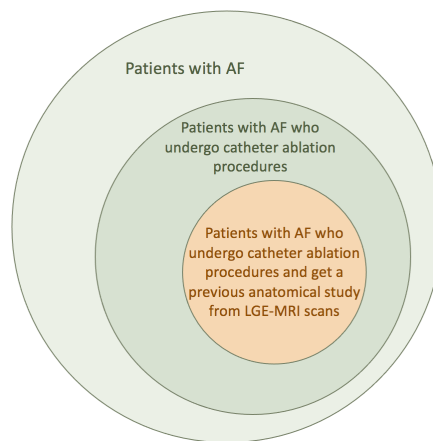 Patients with AF
Patients with AF who
undergo catheter ablation
procedures
Patients with AF who
undergo catheter ablation
procedures and get a
previous anatomical study
from LGE-MRI scans